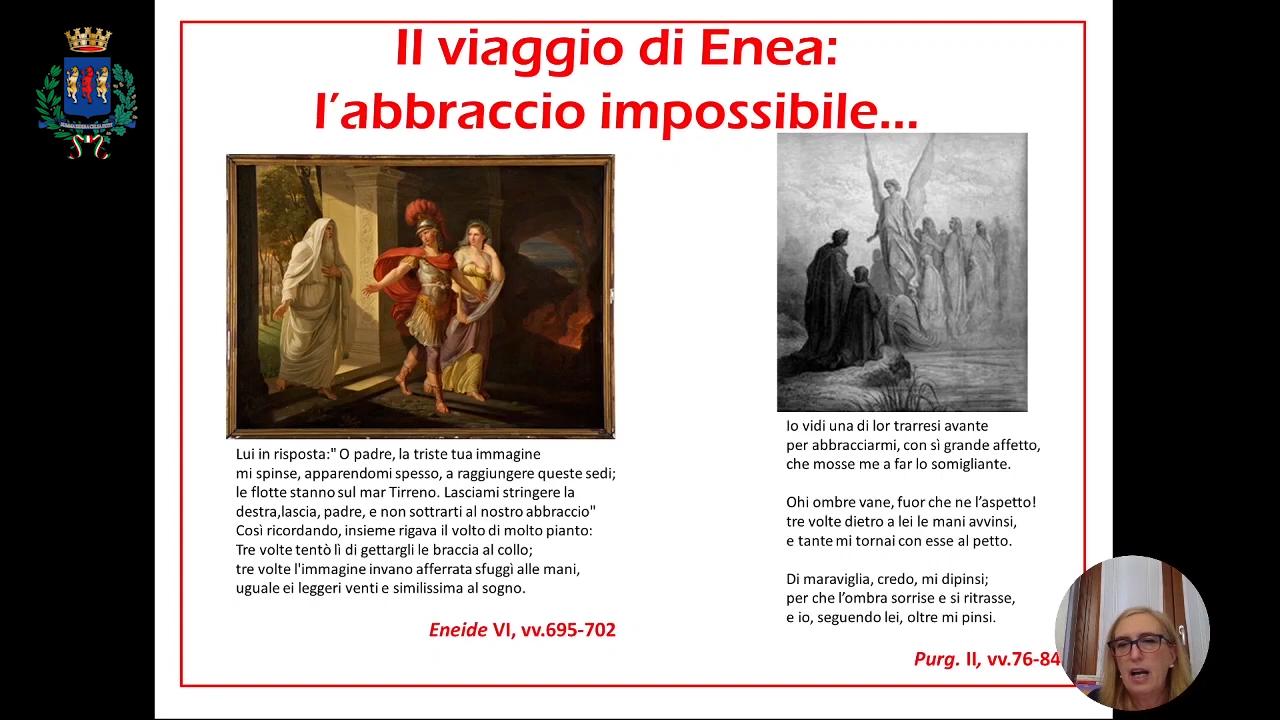 Il viaggio di Enea:
l'abbraccio impossibile...
Lui in risposta:" O padre, la triste tua immagine
mi spinse, apparendomi spesso, a raggiungere queste sedi;
le flotte stanno sul mar Tirreno. Lasciami stringere la
destra,lascia, padre, e non sottrarti al nostro abbraccio"
Così ricordando, insieme rigava il volto di molto pianto:
Tre volte tentò lì di gettargli le braccia al collo;
tre volte l'immagine invano afferrata sfuggì alle mani,
uguale ei leggeri venti e similissima al sogno.
Eneide VI, vv.695-702
Io vidi una di lor trarresi avante
per abbracciarmi, con sì grande affetto,
che mosse me a far lo somigliante.
Ohi ombre vane, fuor che ne l'aspetto!
tre volte dietro a lei le mani avvinsi,
e tante mi tornai con esse al petto.
Di maraviglia, credo, mi dipinsi;
per che l'ombra sorrise e si ritrasse,
e io, seguendo lei, oltre mi pinsi.
Purg. II, vv.76-84